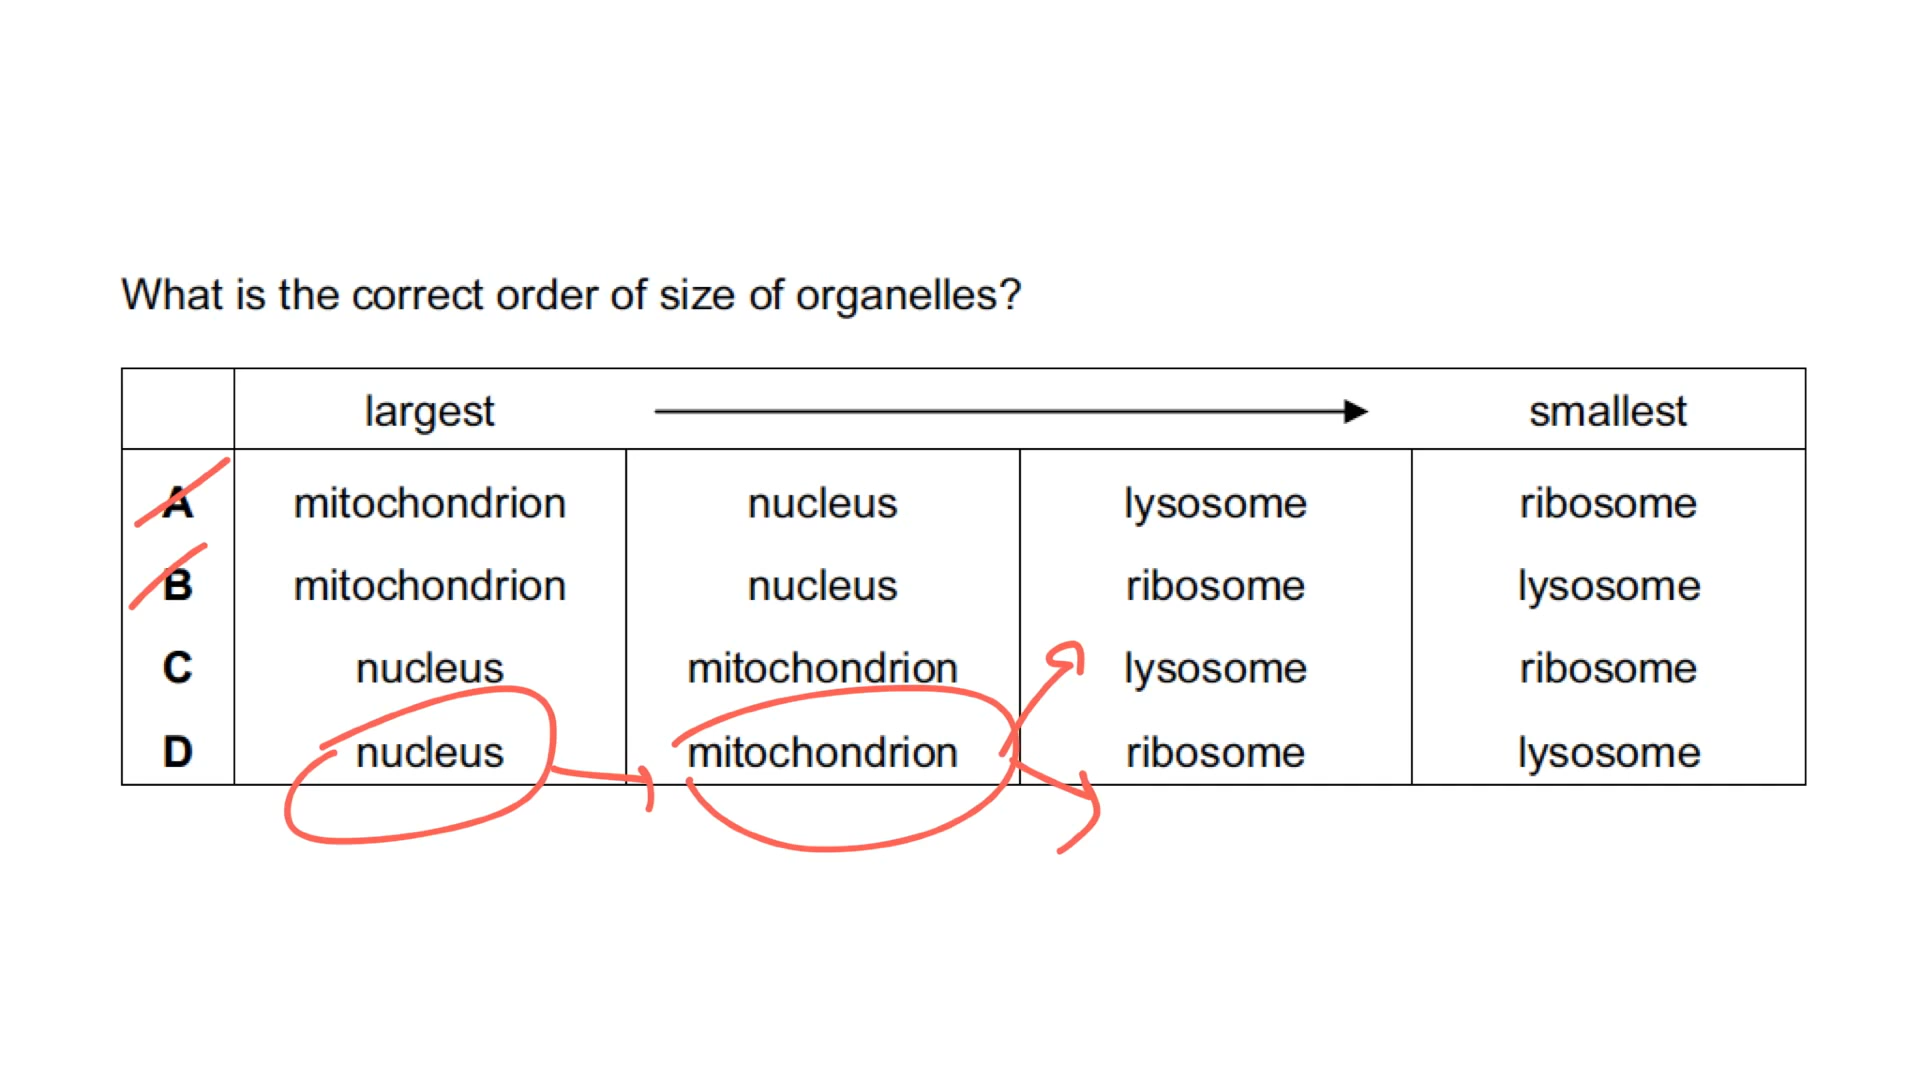 What is the correct order of size of organelles?
largest smallest
A mitochondrion nucleus lysosome ribosome
B mitochondrion nucleus ribosome lysosome
C nucleus mitochondrion lysosome ribosome
D nucleus mitochondrion ribosome lysosome